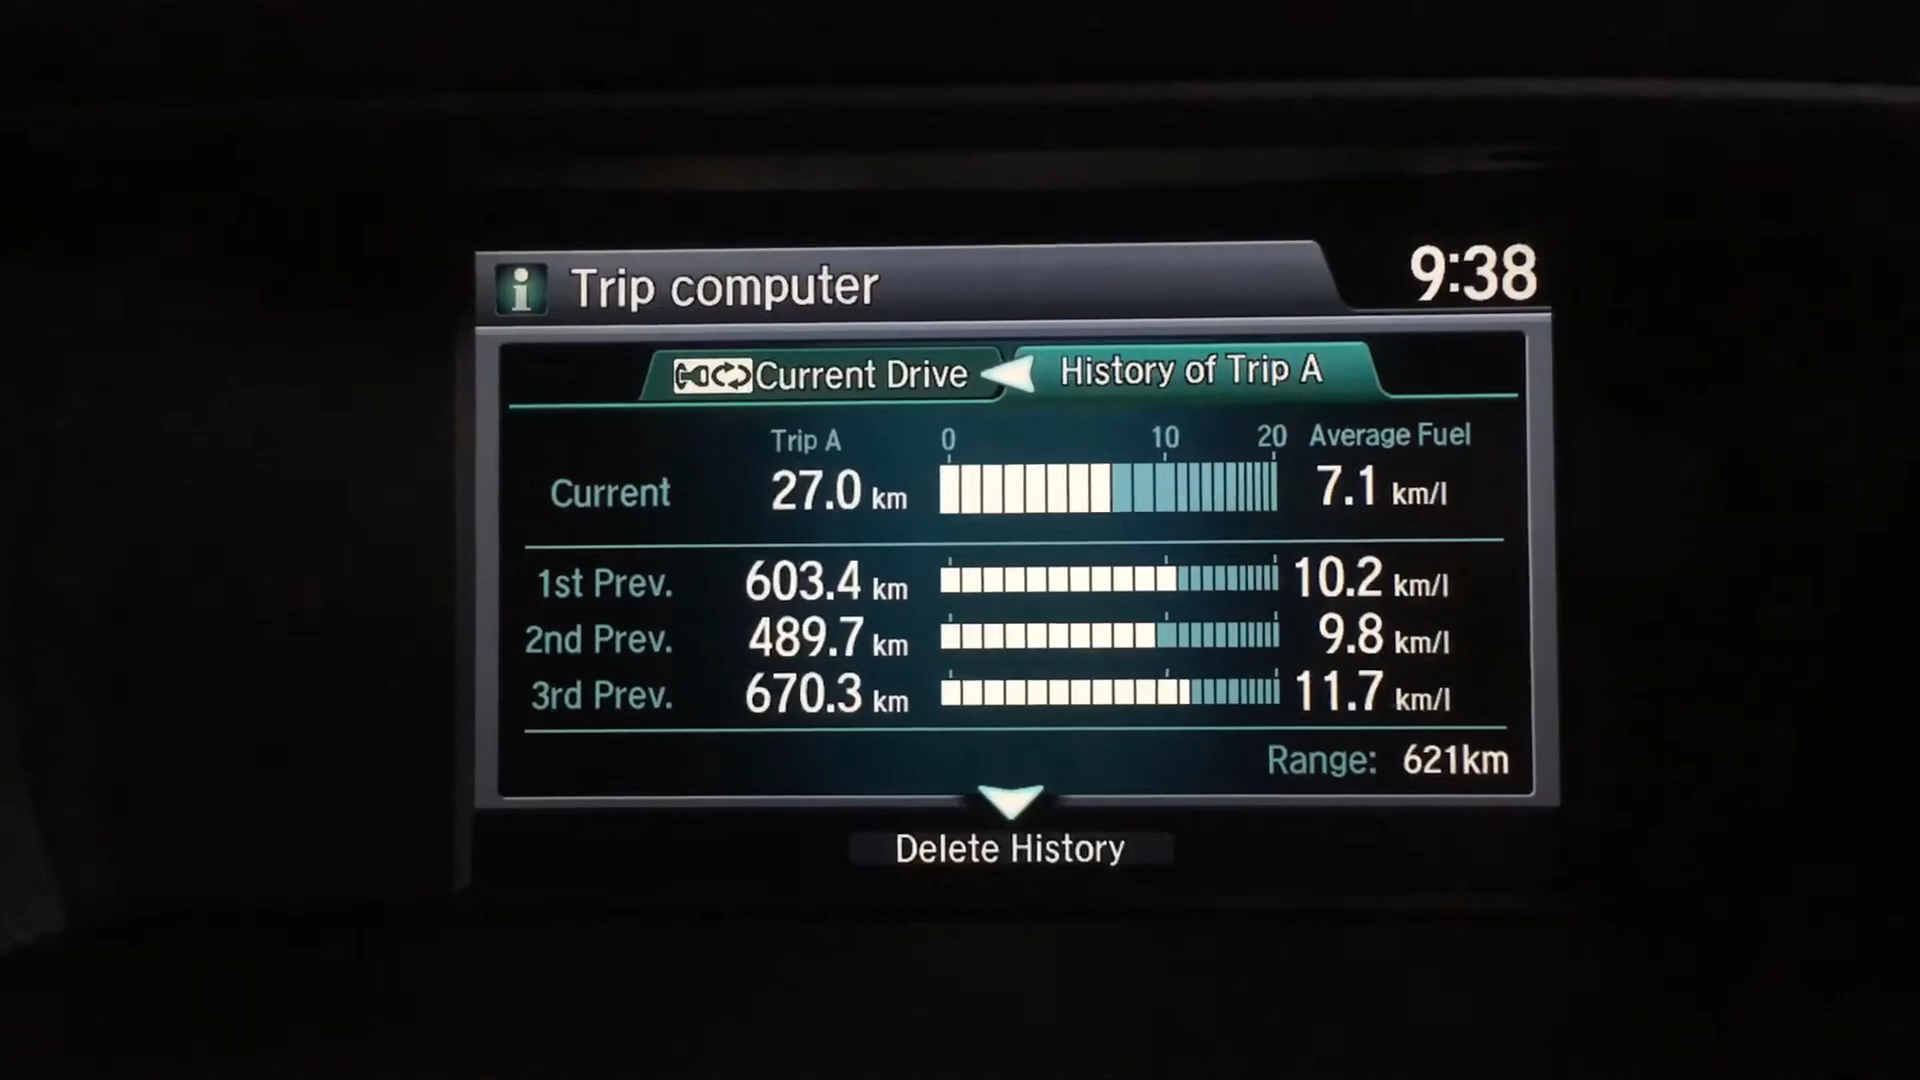 Trip computer 9:38
Current Drive History of Trip A
Trip A 0 10 20 Average Fuel
Current 27.0 km 7.1 km/l
1st Prev. 603.4 km 10.2 km/l
2nd Prev. 489.7 km 9.8 km/l
3rd Prev. 670.3 km 11.7 km/l
Range: 621km
Delete History